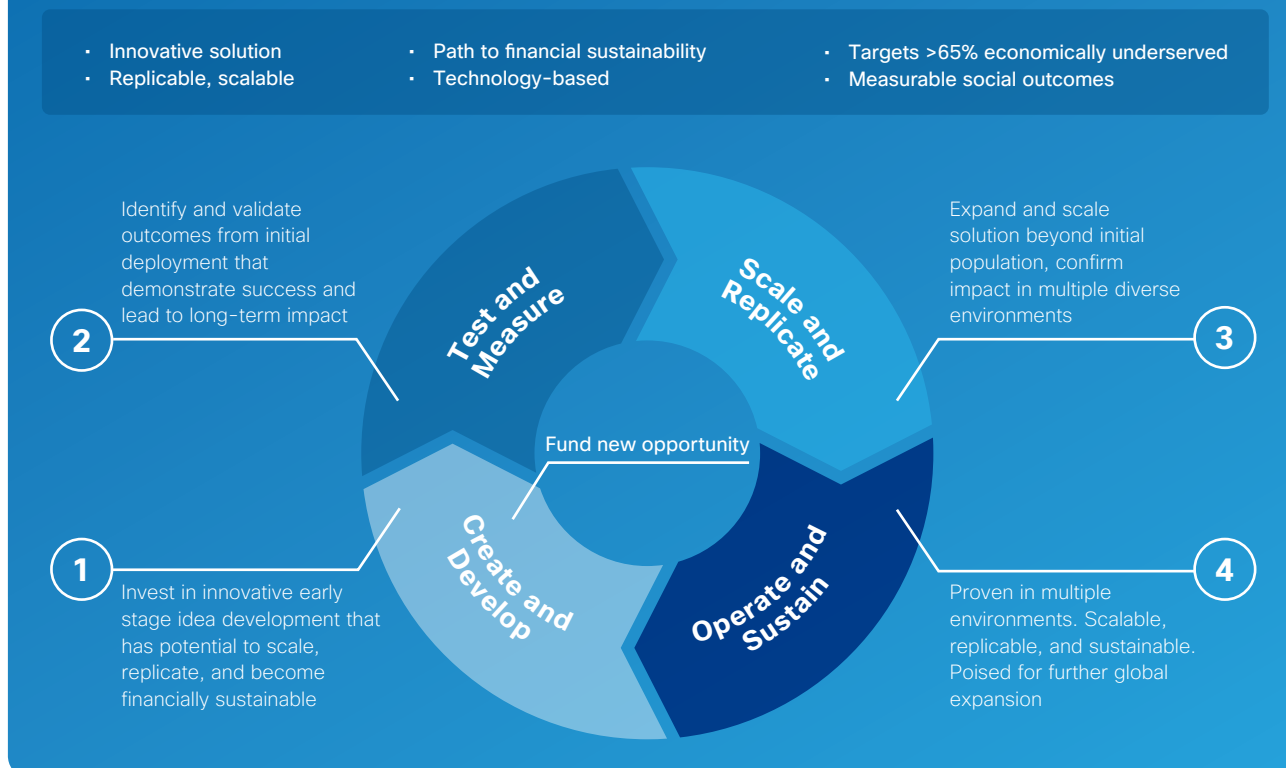 · Innovative solution
· Replicable, scalable
· Path to financial sustainability
· Technology-based
· Targets >65% economically underserved
· Measurable social outcomes
Identify and validate
outcomes from initial
deployment that
demonstrate success and
lead to long-term impact
2
Test and
Measure
Scale and
Replicate
Expand and scale
solution beyond initial
population, confirm
impact in multiple diverse
environments
3
Fund new opportunity
1
Invest in innovative early
stage idea development that
has potential to scale,
replicate, and become
financially sustainable
Create and
Develop
Operate and
Sustain
4
Proven in multiple
environments. Scalable,
replicable, and sustainable.
Poised for further global
expansion